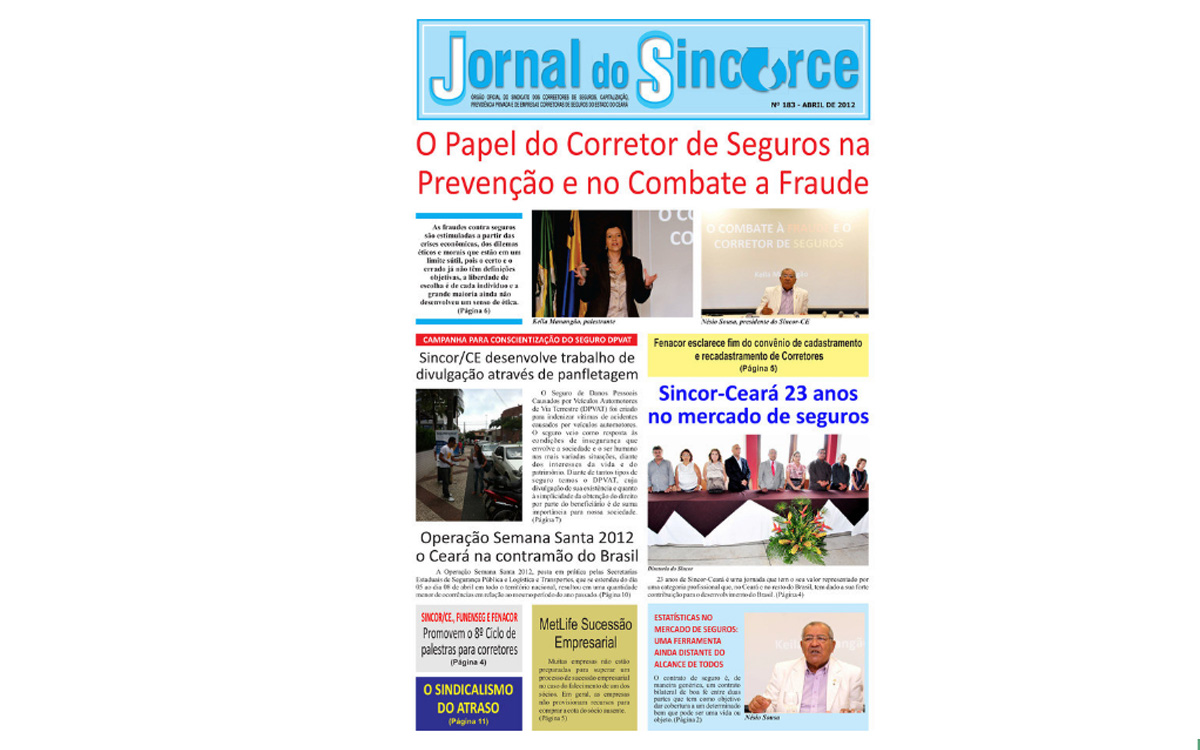 Jornal do Sincorce
ÓRGÃO OFICIAL DO SINDICATO DOS CORRETORES DE SEGUROS, CAPITALIZAÇÃO,
PREVIDÊNCIA PRIVADA E DE EMPRESAS CORRETORAS DE SEGUROS DO ESTADO DO CEARÁ
Nº 183 - ABRIL DE 2012
O Papel do Corretor de Seguros na
Prevenção e no Combate a Fraude
As fraudes contra seguros
são estimuladas a partir das
crises econômicas, dos dilemas
éticos e morais que estão em um
limite sútil, pois o certo e o
errado já não têm definições
objetivas, a liberdade de
escolha é de cada indivíduo e a
grande maioria ainda não
desenvolveu um senso de ética.
(Página 6)
O CO
CO
Kelia Manangão, palestrante
O COMBATE À FRAUDE E O
CORRETOR DE SEGUROS
Nésio Sousa, presidente do Sincor-CE
CAMPANHA PARA CONSCIENTIZAÇÃO DO SEGURO DPVAT
Sincor/CE desenvolve trabalho de
divulgação através de panfletagem
O Seguro de Danos Pessoais
Causados por Veículos Automotores
de Via Terrestre (DPVAT) foi criado
para indenizar vítimas de acidentes
causados por veículos automotores.
O seguro veio como resposta às
condições de insegurança que
envolve a sociedade e o ser humano
nas mais variadas situações, diante
dos interesses da vida e do
patrimônio. Diante de tantos tipos de
seguro temos o DPVAT, cuja
divulgação de sua existência e quanto
à simplicidade da obtenção do direito
por parte do beneficiário é de suma
importância para nossa sociedade.
(Página 7)
Fenacor esclarece fim do convênio de cadastramento
e recadastramento de Corretores
(Página 5)
Sincor-Ceará 23 anos
no mercado de seguros
Diretoria do Sincor
23 anos de Sincor-Ceará é uma jornada que tem o seu valor representado por
uma categoria profissional que, no Ceará e no resto do Brasil, tem dado a sua forte
contribuição para o desenvolvimento do Brasil. (Página 4)
Operação Semana Santa 2012
o Ceará na contramão do Brasil
A Operação Semana Santa 2012, posta em prática pelas Secretarias
Estaduais de Segurança Pública e Logística e Transportes, que se estendeu do dia
05 ao dia 08 de abril em todo o território nacional, resultou em uma quantidade
menor de ocorrências em relação ao mesmo período do ano passado. (Página 10)
SINCOR/CE., FUNENSEG E FENACOR
Promovem o 8º Ciclo de
palestras para corretores
(Página 4)
O SINDICALISMO
DO ATRASO
(Página 11)
MetLife Sucessão
Empresarial
Muitas empresas não estão
preparadas para superar um
processo de sucessão empresarial
no caso do falecimento de um dos
sócios. Em geral, as empresas
não provisionam recursos para
comprar a cota do sócio ausente.
(Página 5)
ESTATÍSTICAS NO
MERCADO DE SEGUROS:
UMA FERRAMENTA
AINDA DISTANTE DO
ALCANCE DE TODOS
O contrato de seguro é, de
maneira genérica, um contrato
bilateral de boa fé entre duas
partes que tem como objetivo
dar cobertura a um determinado
bem que pode ser uma vida ou
objeto. (Página 2)
Nésio Sousa